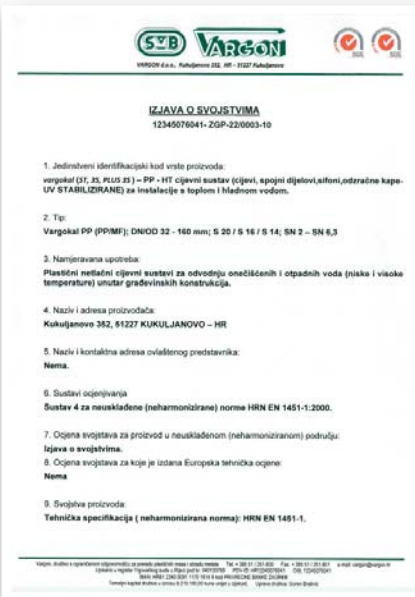 SVB VARGON
VARGON d.o.o., Kukuljanovo 352, HR - 51227 Kukuljanovo
SGS SGS
IZJAVA O SVOJSTVIMA
12345076041- ZGP-22/0003-10
1. Jedinstveni identifikacijski kod vrste proizvoda:
vargokal (ST, 3S, PLUS 3S) – PP - HT cijevni sustav (cijevi, spojni dijelovi,sifoni,odzračne kape-
UV STABILIZIRANE) za instalacije s toplom i hladnom vodom.
2. Tip:
Vargokal PP (PP/MF); DN/OD 32 - 160 mm; S 20 / S 16 / S 14; SN 2 – SN 6,3
3. Namjeravana upotreba:
Plastični netlačni cijevni sustavi za odvodnju onečišćenih i otpadnih voda (niske i visoke
temperature) unutar građevinskih konstrukcija.
4. Naziv i adresa proizvođača:
Kukuljanovo 352, 51227 KUKULJANOVO – HR
5. Naziv i kontaktna adresa ovlaštenog predstavnika:
Nema.
6. Sustavi ocjenjivanja
Sustav 4 za neusklađene (neharmonizirane) norme HRN EN 1451-1:2000.
7. Ocjena svojstava za proizvod u neusklađenom (neharmoniziranom) području:
Izjava o svojstvima.
8. Ocjena svojstava za koje je izdana Europska tehnička ocjene:
Nema
9. Svojstva proizvoda:
Tehnička specifikacija ( neharmonizirana norma): HRN EN 1451-1.